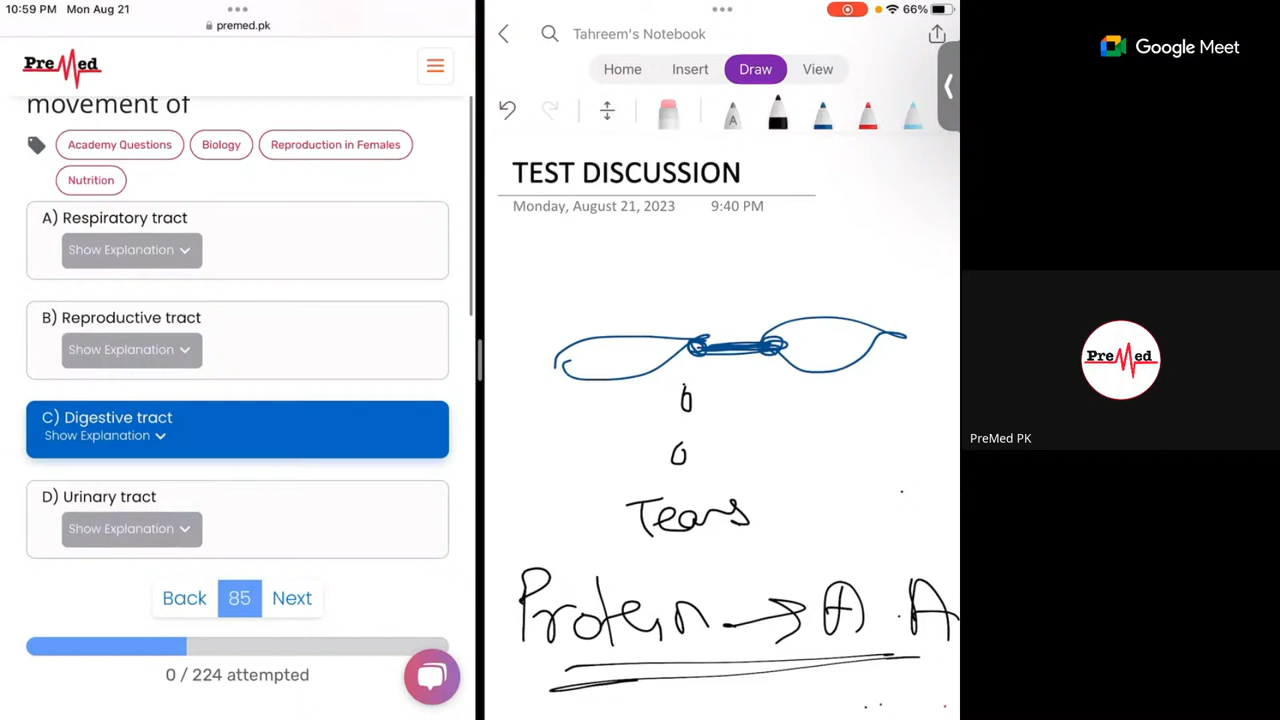 10:59 PM Mon Aug 21
premed.pk
PreMed
movement of
Academy Questions
Biology
Reproduction in Females
Nutrition
A) Respiratory tract
Show Explanation
B) Reproductive tract
Show Explanation
C) Digestive tract
Show Explanation
D) Urinary tract
Show Explanation
Back 85 Next
0 / 224 attempted
66%
Tahreem's Notebook
Home Insert Draw View
A
TEST DISCUSSION
Monday, August 21, 2023 9:40 PM
Tears
Protein → A.A
Google Meet
PreMed
PreMed PK